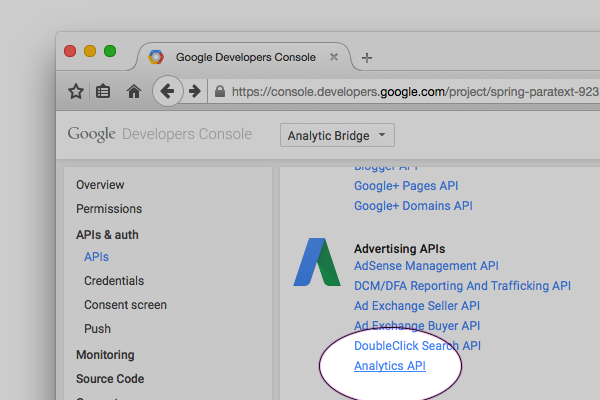 Google Developers Console
https://console.developers.google.com/project/spring-paratext-923
Google Developers Console
Analytic Bridge
Overview
Permissions
APIs & auth
APIs
Credentials
Consent screen
Push
Monitoring
Source Code
Blogger API
Google+ Pages API
Google+ Domains API
Advertising APIs
AdSense Management API
DCM/DFA Reporting And Trafficking API
Ad Exchange Seller API
Ad Exchange Buyer API
DoubleClick Search API
Analytics API